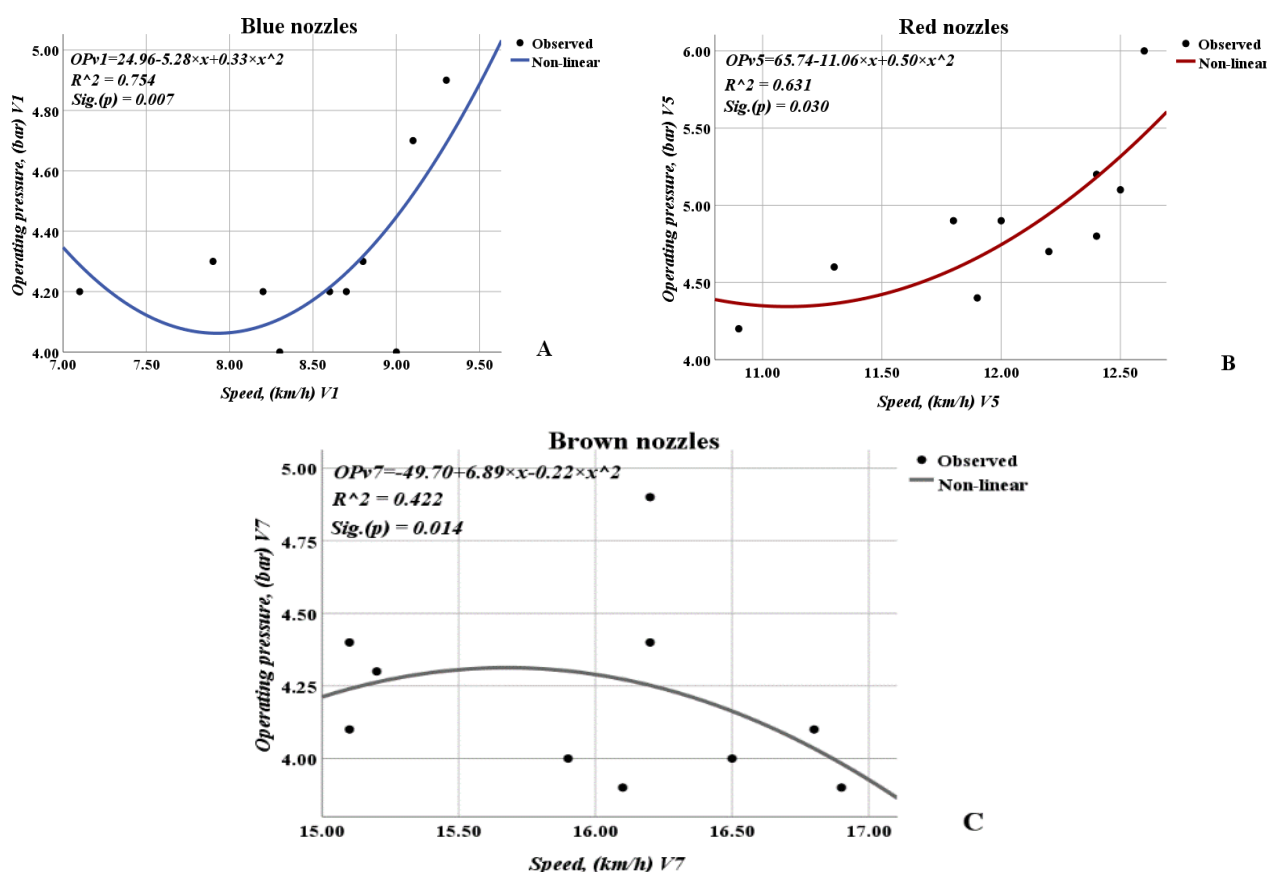 Blue nozzles
OPv1=24.96-5.28×x+0.33×x^2
R^2 = 0.754
Sig.(p) = 0.007
Observed
Non-linear
Operating pressure, (bar) V1
5.00
4.80
4.60
4.40
4.20
4.00
7.00 7.50 8.00 8.50 9.00 9.50
Speed, (km/h) V1
A
Red nozzles
OPv5=65.74-11.06×x+0.50×x^2
R^2 = 0.631
Sig.(p) = 0.030
Observed
Non-linear
Operating pressure, (bar) V5
6.00
5.50
5.00
4.50
4.00
11.00 11.50 12.00 12.50
Speed, (km/h) V5
B
Brown nozzles
OPv7=-49.70+6.89×x-0.22×x^2
R^2 = 0.422
Sig.(p) = 0.014
Observed
Non-linear
Operating pressure, (bar) V7
5.00
4.75
4.50
4.25
4.00
15.00 15.50 16.00 16.50 17.00
Speed, (km/h) V7
C